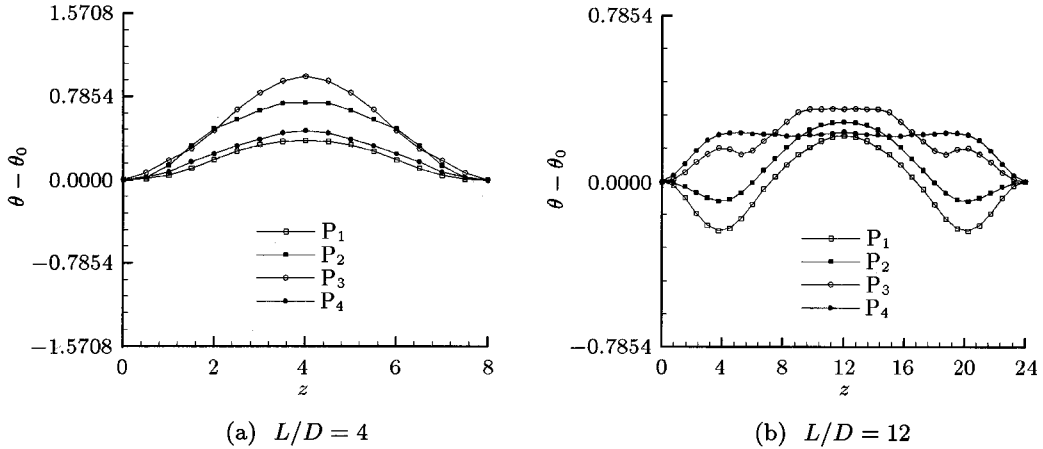 1.5708
0.7854
0.0000
−0.7854
−1.5708
θ − θ₀
P₁
P₂
P₃
P₄
0 2 4 6 8
z
(a) L/D = 4
0.7854
0.0000
−0.7854
θ − θ₀
P₁
P₂
P₃
P₄
0 4 8 12 16 20 24
z
(b) L/D = 12